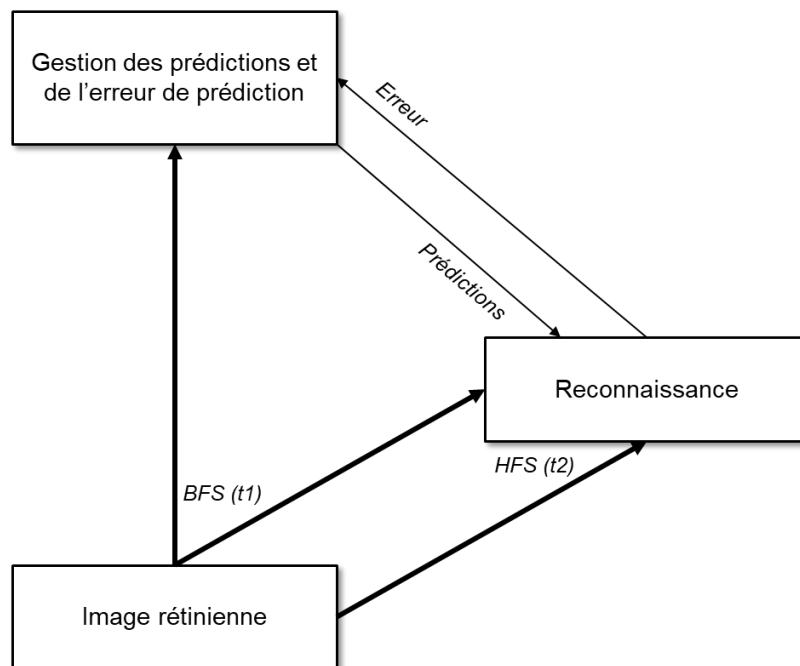 Gestion des prédictions et
de l'erreur de prédiction
Erreur
Prédictions
Reconnaissance
BFS (t1)
HFS (t2)
Image rétinienne